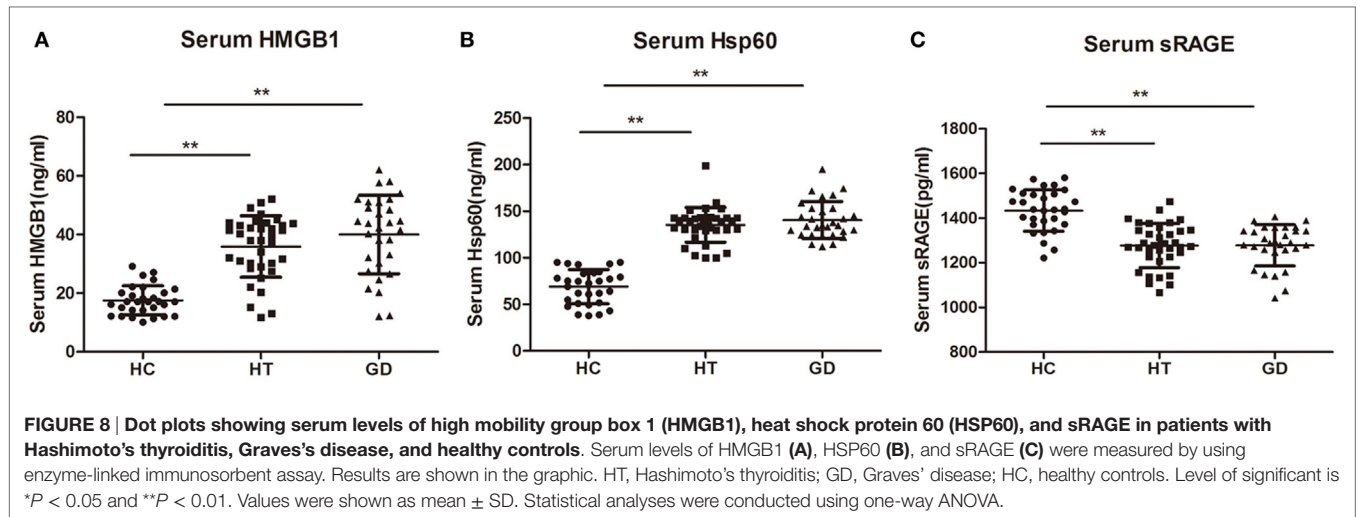 A
Serum HMGB1
**
**
Serum HMGB1(ng/ml)
80
60
40
20
0
HC
HT
GD
B
Serum Hsp60
**
**
Serum Hsp60(ng/ml)
250
200
150
100
50
0
HC
HT
GD
C
Serum sRAGE
**
**
Serum sRAGE(pg/ml)
1800
1600
1400
1200
1000
800
HC
HT
GD
FIGURE 8 | Dot plots showing serum levels of high mobility group box 1 (HMGB1), heat shock protein 60 (HSP60), and sRAGE in patients with
Hashimoto's thyroiditis, Graves's disease, and healthy controls. Serum levels of HMGB1 (A), HSP60 (B), and sRAGE (C) were measured by using
enzyme-linked immunosorbent assay. Results are shown in the graphic. HT, Hashimoto's thyroiditis; GD, Graves' disease; HC, healthy controls. Level of significant is
*P < 0.05 and **P < 0.01. Values were shown as mean ± SD. Statistical analyses were conducted using one-way ANOVA.